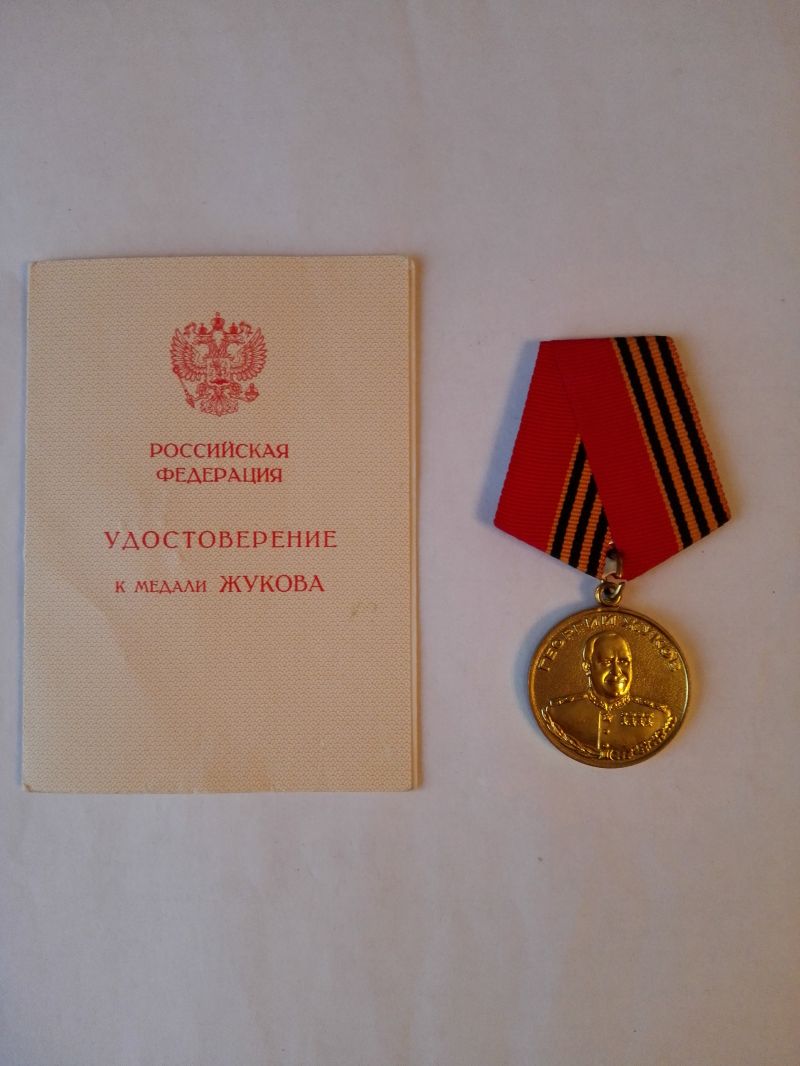 РОССИЙСКАЯ
ФЕДЕРАЦИЯ
УДОСТОВЕРЕНИЕ
К МЕДАЛИ ЖУКОВА
ГЕОРГИЙ ЖУКОВ